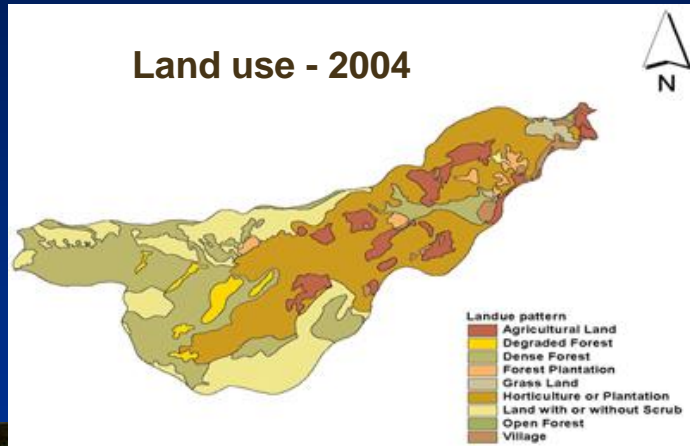 Land use - 2004
N
Landue pattern
Agricultural Land
Degraded Forest
Dense Forest
Forest Plantation
Grass Land
Horticulture or Plantation
Land with or without Scrub
Open Forest
Village